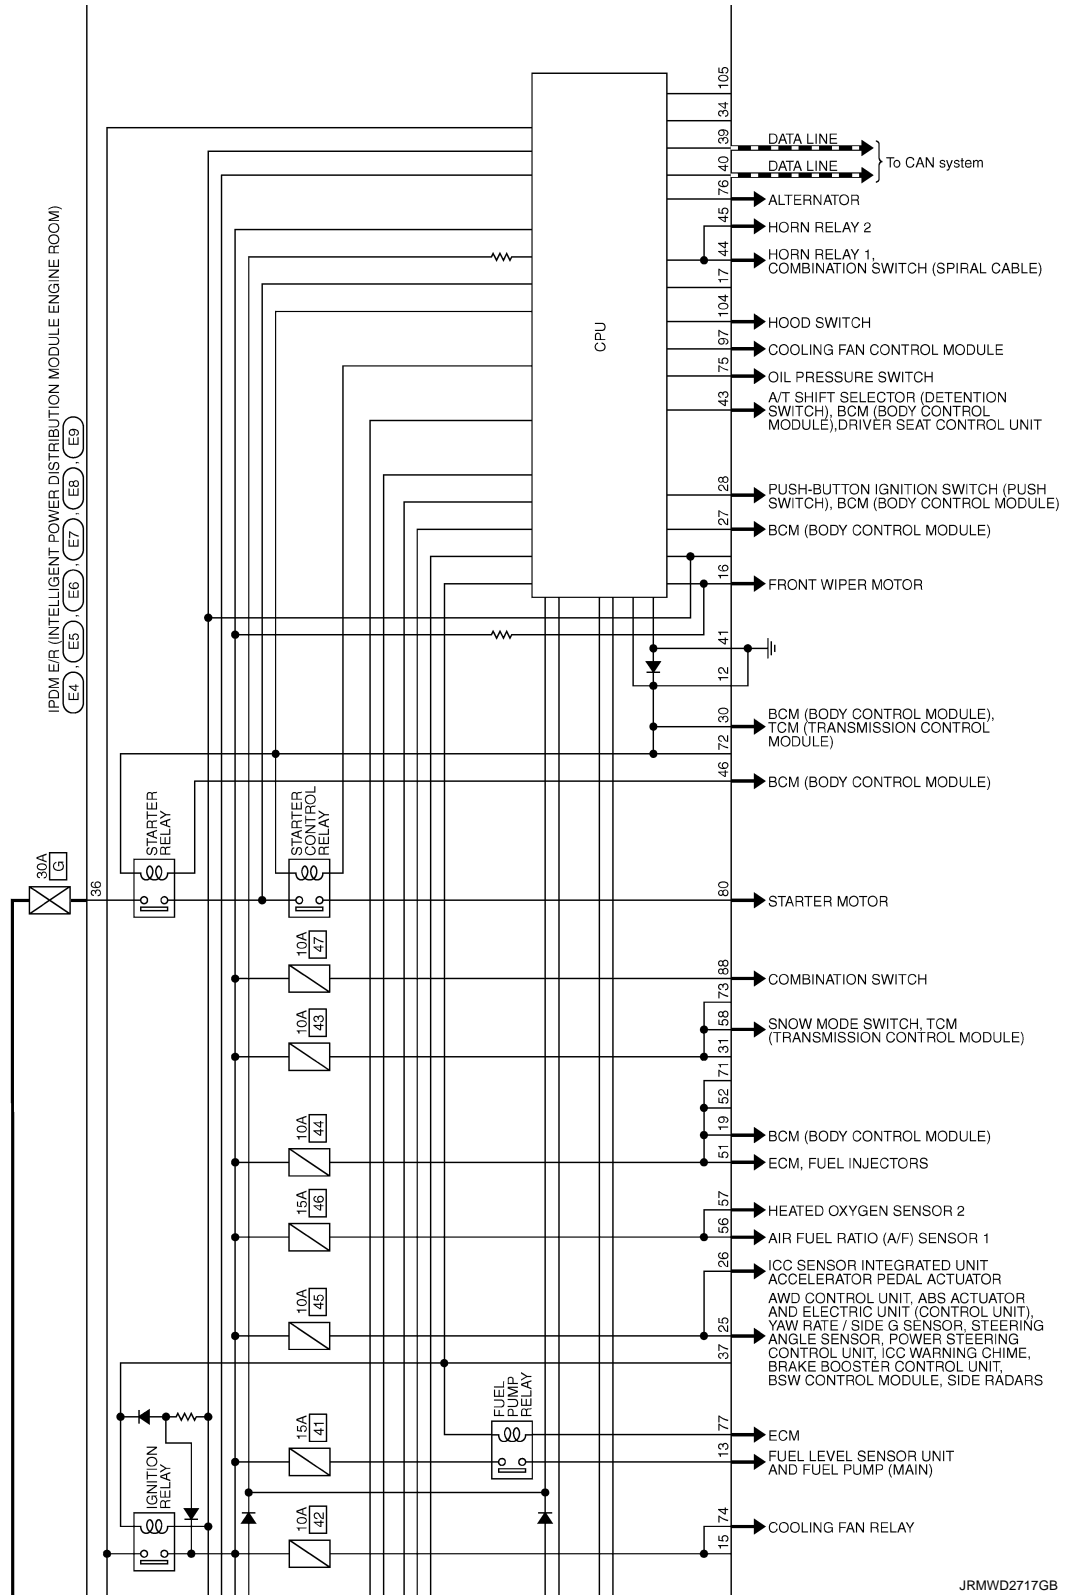 105
34
39
DATA LINE
To CAN system
40
DATA LINE
76
ALTERNATOR
45
HORN RELAY 2
44
HORN RELAY 1,
COMBINATION SWITCH (SPIRAL CABLE)
17
104
HOOD SWITCH
97
COOLING FAN CONTROL MODULE
75
OIL PRESSURE SWITCH
43
A/T SHIFT SELECTOR (DETENTION
SWITCH), BCM (BODY CONTROL
MODULE),DRIVER SEAT CONTROL UNIT
CPU
28
PUSH-BUTTON IGNITION SWITCH (PUSH
SWITCH), BCM (BODY CONTROL MODULE)
27
BCM (BODY CONTROL MODULE)
16
FRONT WIPER MOTOR
IPDM E/R (INTELLIGENT POWER DISTRIBUTION MODULE ENGINE ROOM)
E4 , E5 , E6 , E7 , E8 , E9
41
12
30
BCM (BODY CONTROL MODULE),
TCM (TRANSMISSION CONTROL
MODULE)
72
46
BCM (BODY CONTROL MODULE)
STARTER
RELAY
STARTER
CONTROL
RELAY
30A
G
36
80
STARTER MOTOR
10A
47
88
COMBINATION SWITCH
73
10A
43
58
SNOW MODE SWITCH, TCM
(TRANSMISSION CONTROL MODULE)
31
71
52
10A
44
19
BCM (BODY CONTROL MODULE)
51
ECM, FUEL INJECTORS
15A
46
57
HEATED OXYGEN SENSOR 2
56
AIR FUEL RATIO (A/F) SENSOR 1
26
ICC SENSOR INTEGRATED UNIT
ACCELERATOR PEDAL ACTUATOR
10A
45
25
AWD CONTROL UNIT, ABS ACTUATOR
AND ELECTRIC UNIT (CONTROL UNIT),
YAW RATE / SIDE G SENSOR, STEERING
ANGLE SENSOR, POWER STEERING
CONTROL UNIT, ICC WARNING CHIME,
BRAKE BOOSTER CONTROL UNIT,
BSW CONTROL MODULE, SIDE RADARS
37
FUEL
PUMP
RELAY
15A
41
77
ECM
13
FUEL LEVEL SENSOR UNIT
AND FUEL PUMP (MAIN)
IGNITION
RELAY
10A
42
74
COOLING FAN RELAY
15
JRMWD2717GB